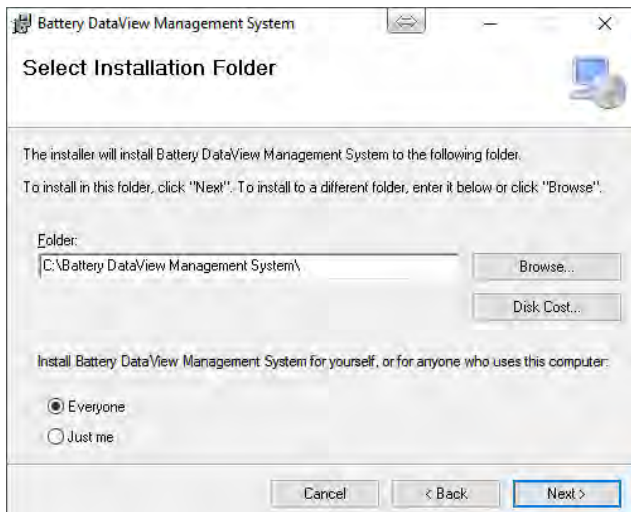 Battery DataView Management System
Select Installation Folder
The installer will install Battery DataView Management System to the following folder.
To install in this folder, click "Next". To install to a different folder, enter it below or click "Browse".
Folder:
C:\Battery DataView Management System\
Browse...
Disk Cost...
Install Battery DataView Management System for yourself, or for anyone who uses this computer:
Everyone
Just me
Cancel
< Back
Next >